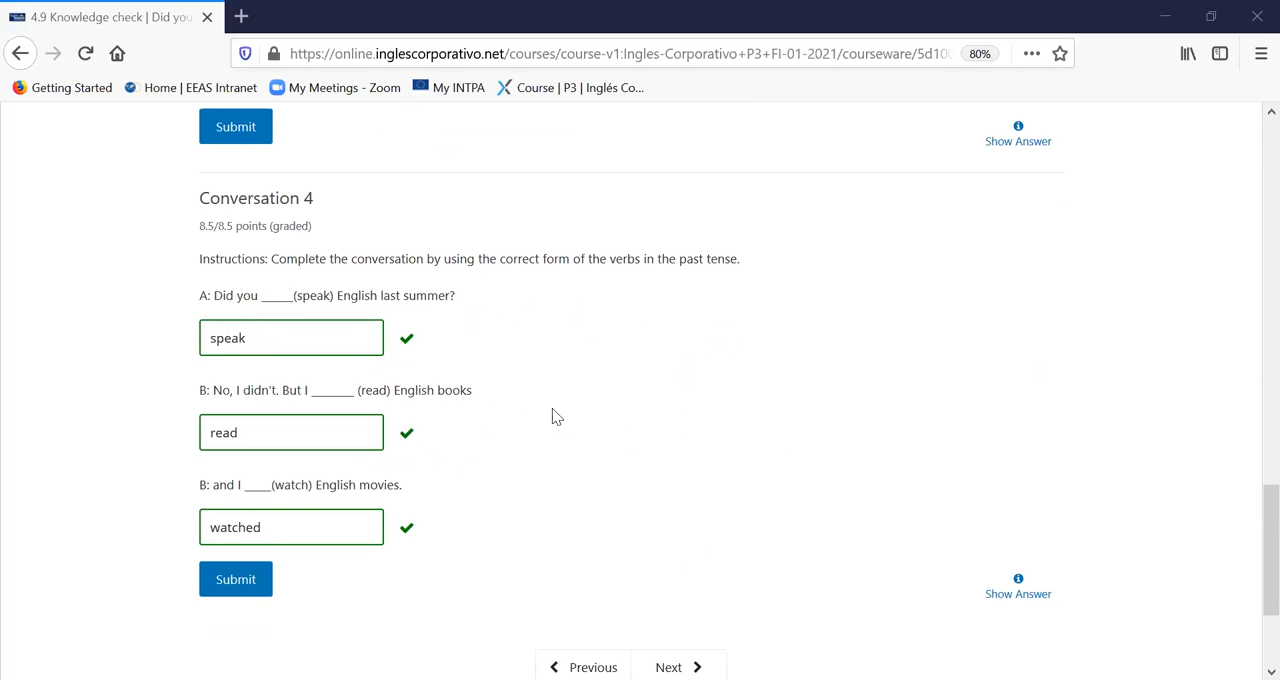 4.9 Knowledge check | Did you
https://online.inglescorporativo.net/courses/course-v1:Ingles-Corporativo+P3+FI-01-2021/courseware/5d10
80%
Getting Started Home | EEAS Intranet My Meetings - Zoom My INTPA Course | P3 | Inglés Co...
Submit
Show Answer
Conversation 4
8.5/8.5 points (graded)
Instructions: Complete the conversation by using the correct form of the verbs in the past tense.
A: Did you _____(speak) English last summer?
speak
B: No, I didn't. But I _______ (read) English books
read
B: and I ____(watch) English movies.
watched
Submit
Show Answer
Previous Next